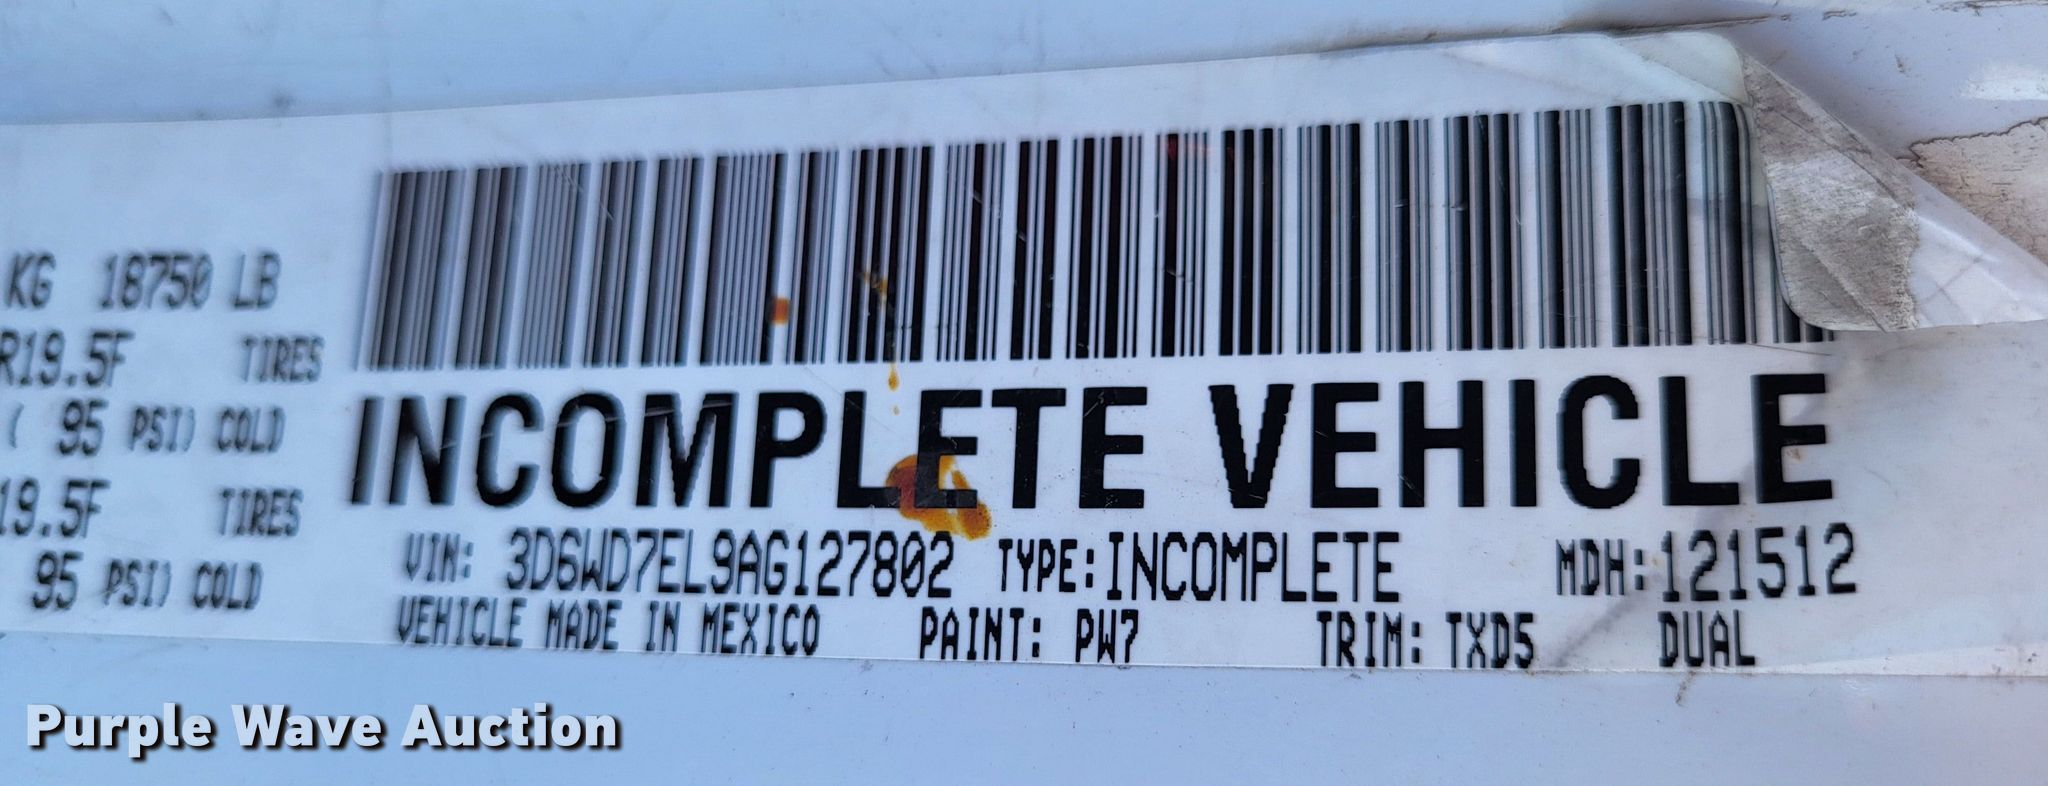 KG 18750 LB
R19.5F TIRES
( 95 PSI) COLD
19.5F TIRES
95 PSI) COLD
INCOMPLETE VEHICLE
VIN: 3D6WD7EL9AG127802 TYPE: INCOMPLETE MDH: 121512
VEHICLE MADE IN MEXICO PAINT: PW7 TRIM: TXD5 DUAL
Purple Wave Auction